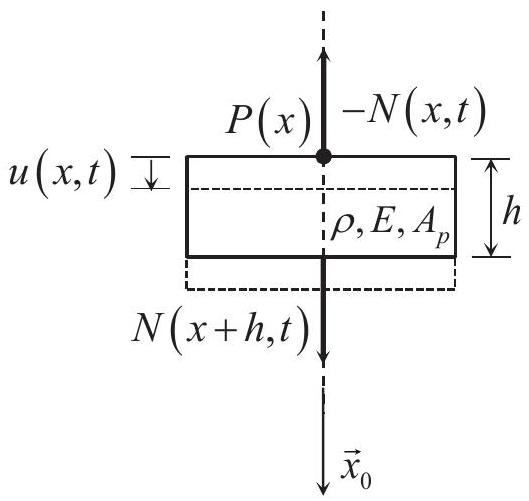 P(x)
−N(x,t)
u(x,t)
ρ, E, A_p
h
N(x+h,t)
x⃗_0